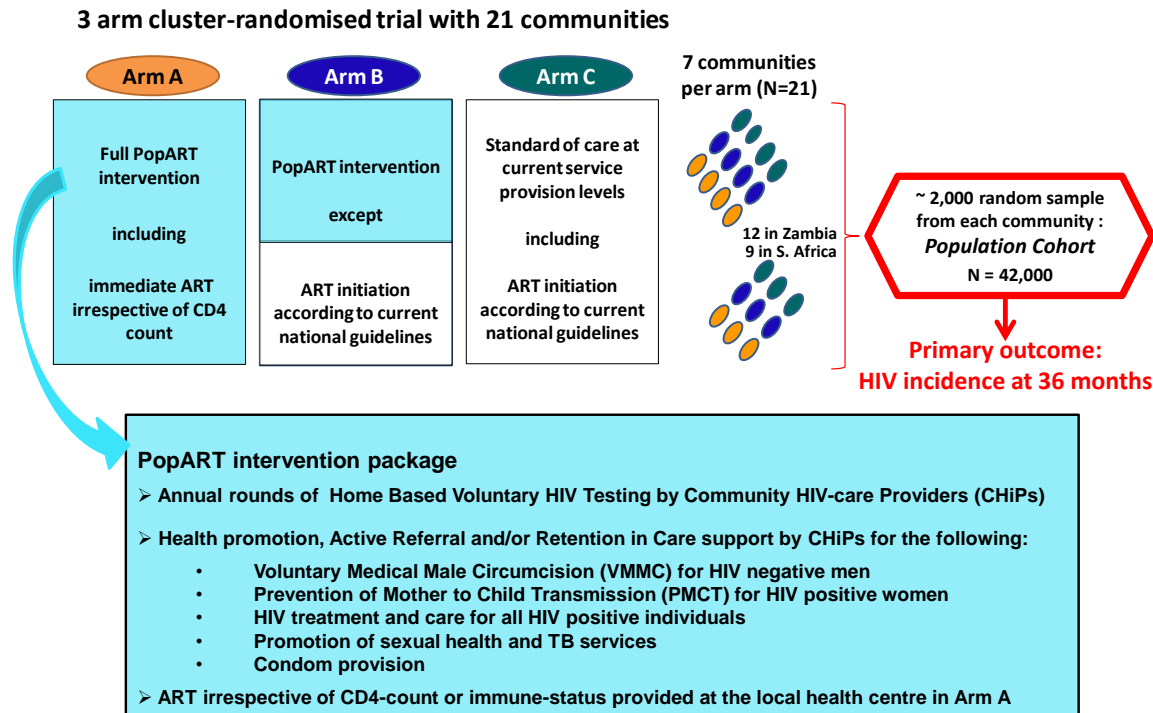 3 arm cluster-randomised trial with 21 communities
Arm A
Full PopART
intervention
including
immediate ART
irrespective of CD4
count
Arm B
PopART intervention
except
ART initiation
according to current
national guidelines
Arm C
Standard of care at
current service
provision levels
including
ART initiation
according to current
national guidelines
7 communities
per arm (N=21)
12 in Zambia
9 in S. Africa
~ 2,000 random sample
from each community :
Population Cohort
N = 42,000
Primary outcome:
HIV incidence at 36 months
PopART intervention package
➢ Annual rounds of Home Based Voluntary HIV Testing by Community HIV-care Providers (CHiPs)
➢ Health promotion, Active Referral and/or Retention in Care support by CHiPs for the following:
• Voluntary Medical Male Circumcision (VMMC) for HIV negative men
• Prevention of Mother to Child Transmission (PMCT) for HIV positive women
• HIV treatment and care for all HIV positive individuals
• Promotion of sexual health and TB services
• Condom provision
➢ ART irrespective of CD4-count or immune-status provided at the local health centre in Arm A